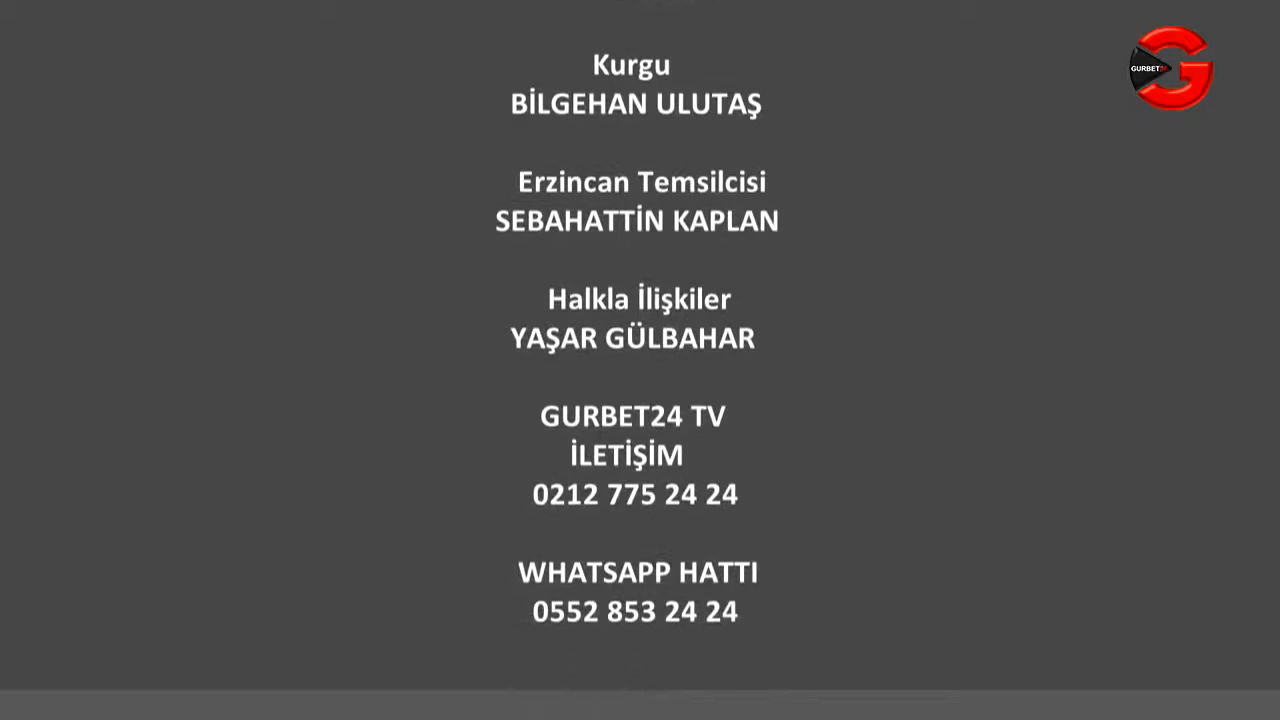 GURBET24
Kurgu
BİLGEHAN ULUTAŞ
Erzincan Temsilcisi
SEBAHATTİN KAPLAN
Halkla İlişkiler
YAŞAR GÜLBAHAR
GURBET24 TV
İLETİŞİM
0212 775 24 24
WHATSAPP HATTI
0552 853 24 24